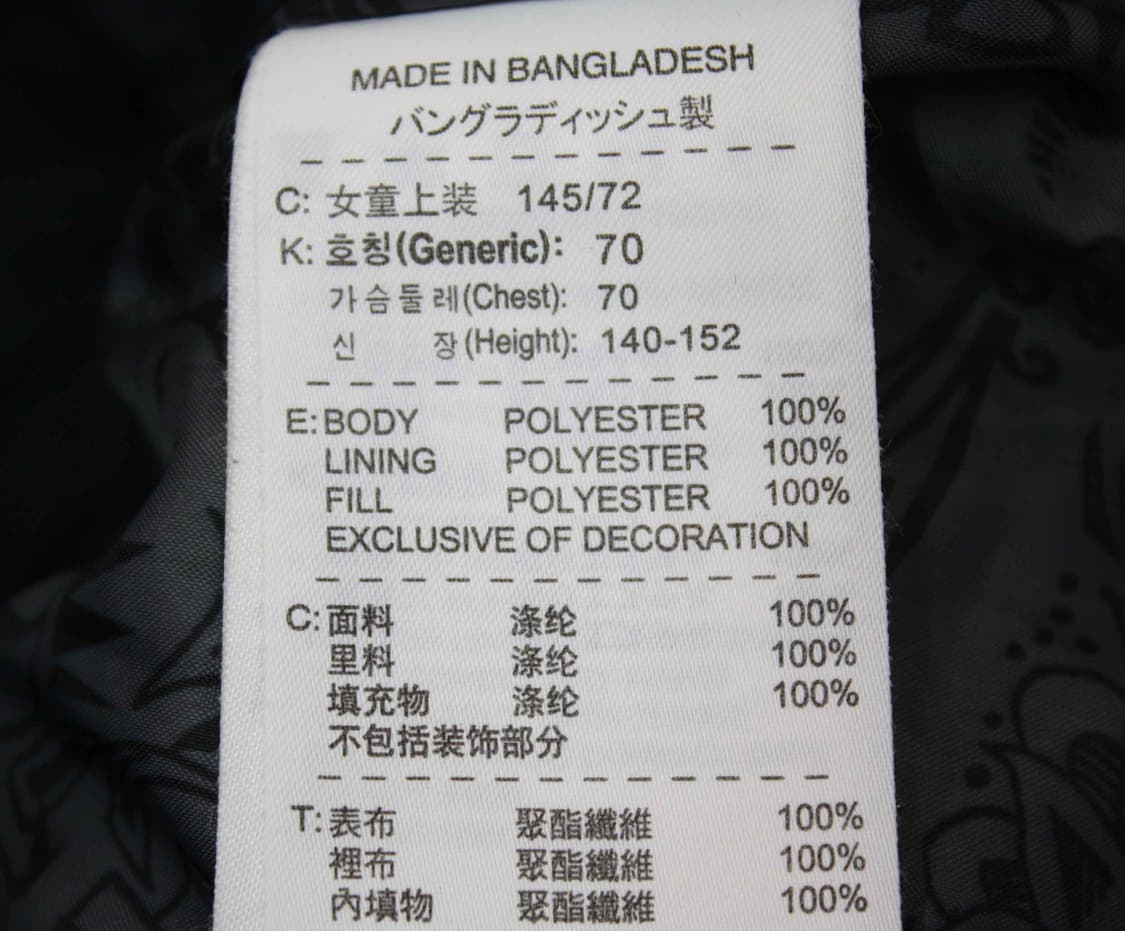 MADE IN BANGLADESH
バングラディッシュ製
C: 女童上装 145/72
K: 호칭(Generic): 70
가슴둘레(Chest): 70
신 장(Height): 140-152
E: BODY POLYESTER 100%
LINING POLYESTER 100%
FILL POLYESTER 100%
EXCLUSIVE OF DECORATION
C: 面料 涤纶 100%
里料 涤纶 100%
填充物 涤纶 100%
不包括装饰部分
T: 表布 聚酯纖維 100%
裡布 聚酯纖維 100%
內填物 聚酯纖維 100%